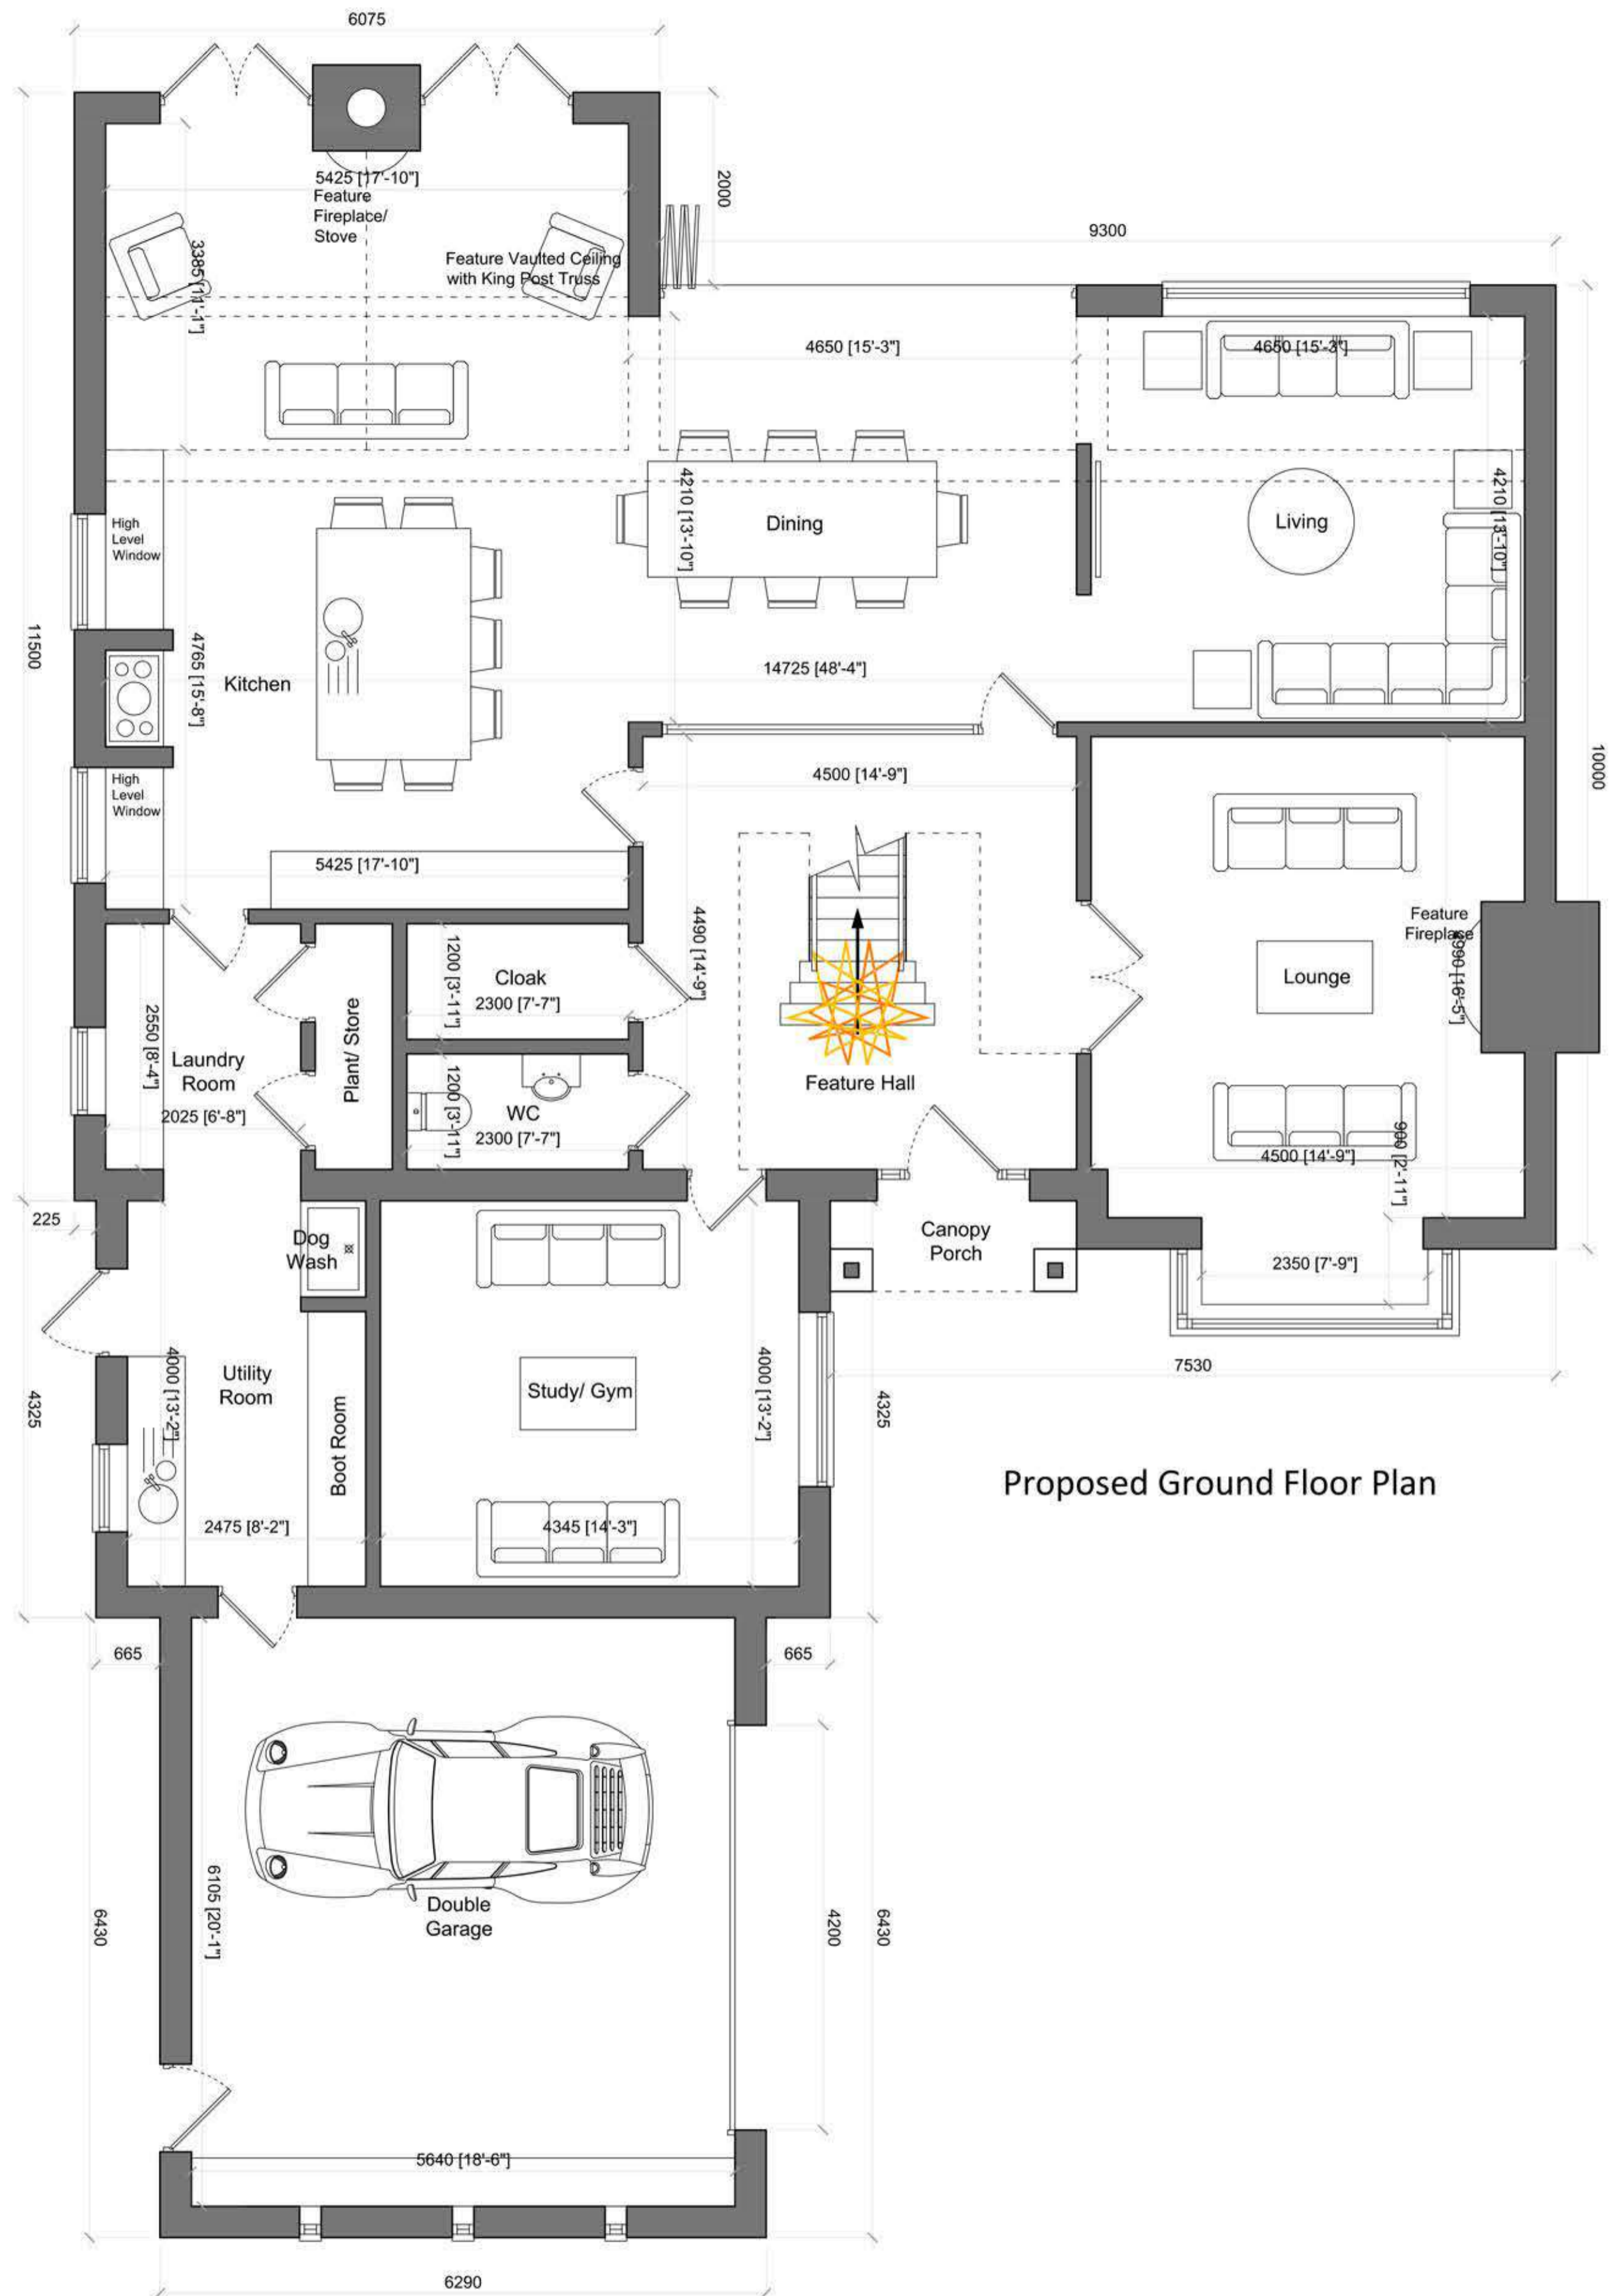 6075
5425 [17'-10"]
Feature
Fireplace/
Stove
2000
9300
3385 [11'-1"]
Feature Vaulted Ceiling
with King Post Truss
4650 [15'-3"]
4650 [15'-3"]
High
Level
Window
4210 [13'-10"]
Dining
Living
4210 [13'-10"]
11500
4765 [15'-8"]
Kitchen
14725 [48'-4"]
High
Level
Window
4500 [14'-9"]
10000
5425 [17'-10"]
4490 [14'-9"]
Feature
Fireplace
1200 [3'-11"]
Cloak
2300 [7'-7"]
Lounge
4990 [16'-5"]
2550 [8'-4"]
Laundry
Room
2025 [6'-8"]
Plant/ Store
1200 [3'-11"]
WC
2300 [7'-7"]
Feature Hall
900 [2'-11"]
4500 [14'-9"]
225
Dog
Wash
Canopy
Porch
2350 [7'-9"]
7530
4325
4000 [13'-2"]
Utility
Room
Boot Room
Study/ Gym
4000 [13'-2"]
4325
Proposed Ground Floor Plan
2475 [8'-2"]
4345 [14'-3"]
665
665
6430
6105 [20'-1"]
Double
Garage
4200
6430
5640 [18'-6"]
6290